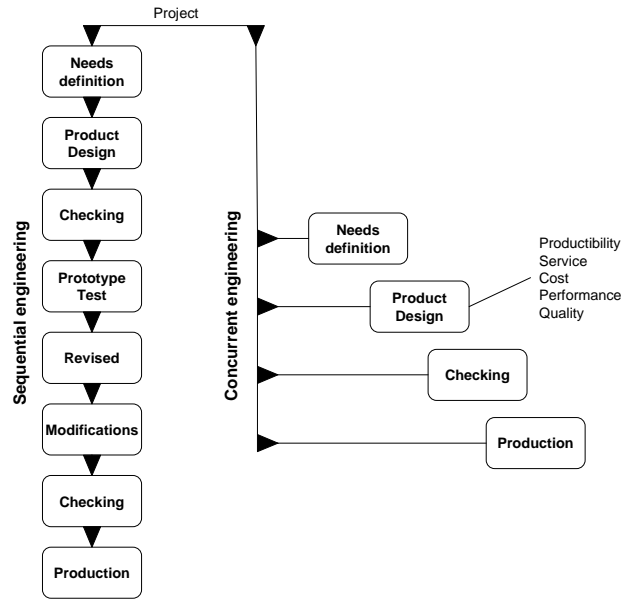 Project
Sequential engineering
Needs
definition
Product
Design
Checking
Prototype
Test
Revised
Modifications
Checking
Production
Concurrent engineering
Needs
definition
Product
Design
Productibility
Service
Cost
Performance
Quality
Checking
Production